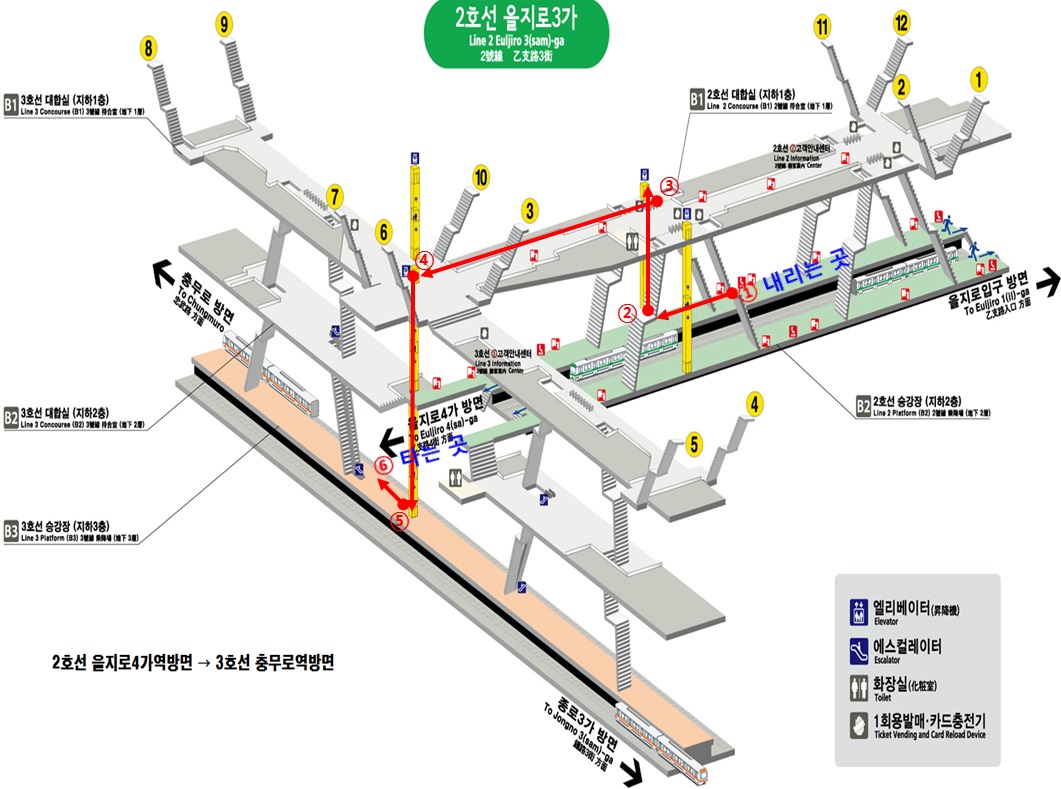 2호선 을지로3가
Line 2 Euljiro 3(sam)-ga
2號線 乙支路3街
8
9
11
12
2
1
B1 3호선 대합실 (지하1층)
Line 3 Concourse (B1) 3號線 待合室 (地下 1層)
B1 2호선 대합실 (지하1층)
Line 2 Concourse (B1) 2號線 待合室 (地下 1層)
2호선 고객안내센터
Line 2 Information
Center
7
6
10
3
③
④
①
내리는 곳
②
충무로 방면
To Chungmuro
忠武路 方面
을지로입구 방면
To Euljiro 1(il)-ga
乙支路入口 方面
3호선 고객안내센터
Line 3 Information
Center
B2 3호선 대합실 (지하2층)
Line 3 Concourse (B2) 3號線 待合室 (地下 2層)
B2 2호선 승강장 (지하2층)
Line 2 Platform (B2) 2號線 乘降場 (地下 2層)
을지로4가 방면
To Euljiro 4(sa)-ga
타는 곳
4
5
⑥
⑤
B3 3호선 승강장 (지하3층)
Line 3 Platform (B3) 3號線 乘降場 (地下 3層)
2호선 을지로4가역방면 → 3호선 충무로역방면
종로3가 방면
To Jongno 3(sam)-ga
鐘路3街 方面
엘리베이터(昇降機)
Elevator
에스컬레이터
Escalator
화장실(化粧室)
Toilet
1회용발매·카드충전기
Ticket Vending and Card Reload Device